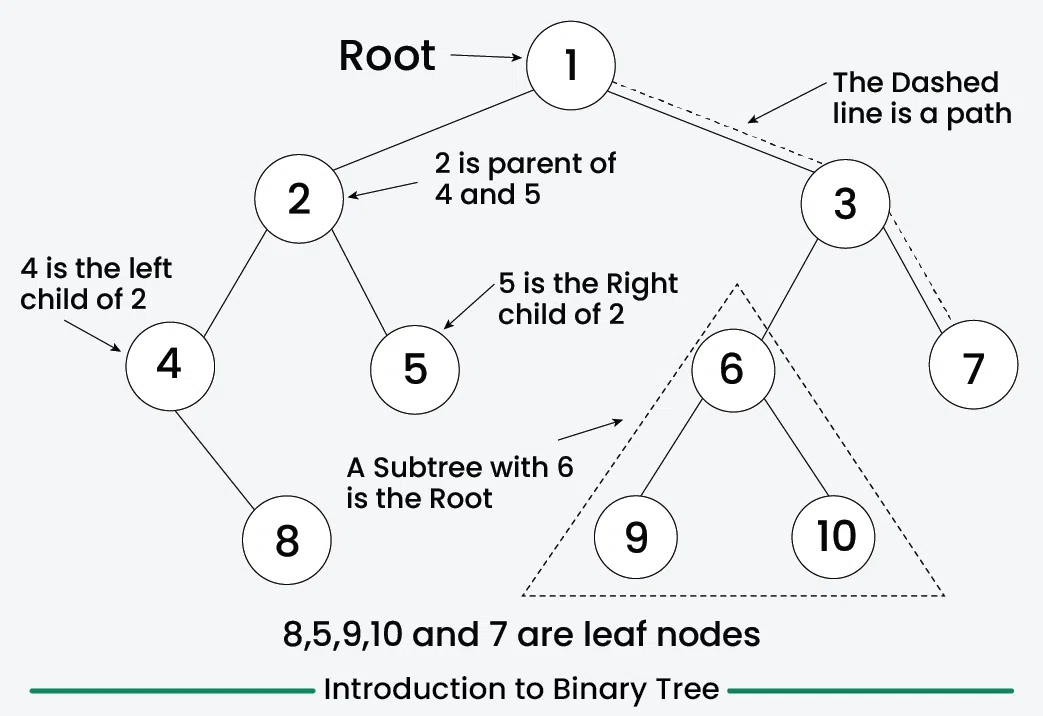 Root
1
The Dashed
line is a path
2 is parent of
4 and 5
2
3
4 is the left
child of 2
5 is the Right
child of 2
4
5
6
7
A Subtree with 6
is the Root
8
9
10
8,5,9,10 and 7 are leaf nodes
Introduction to Binary Tree